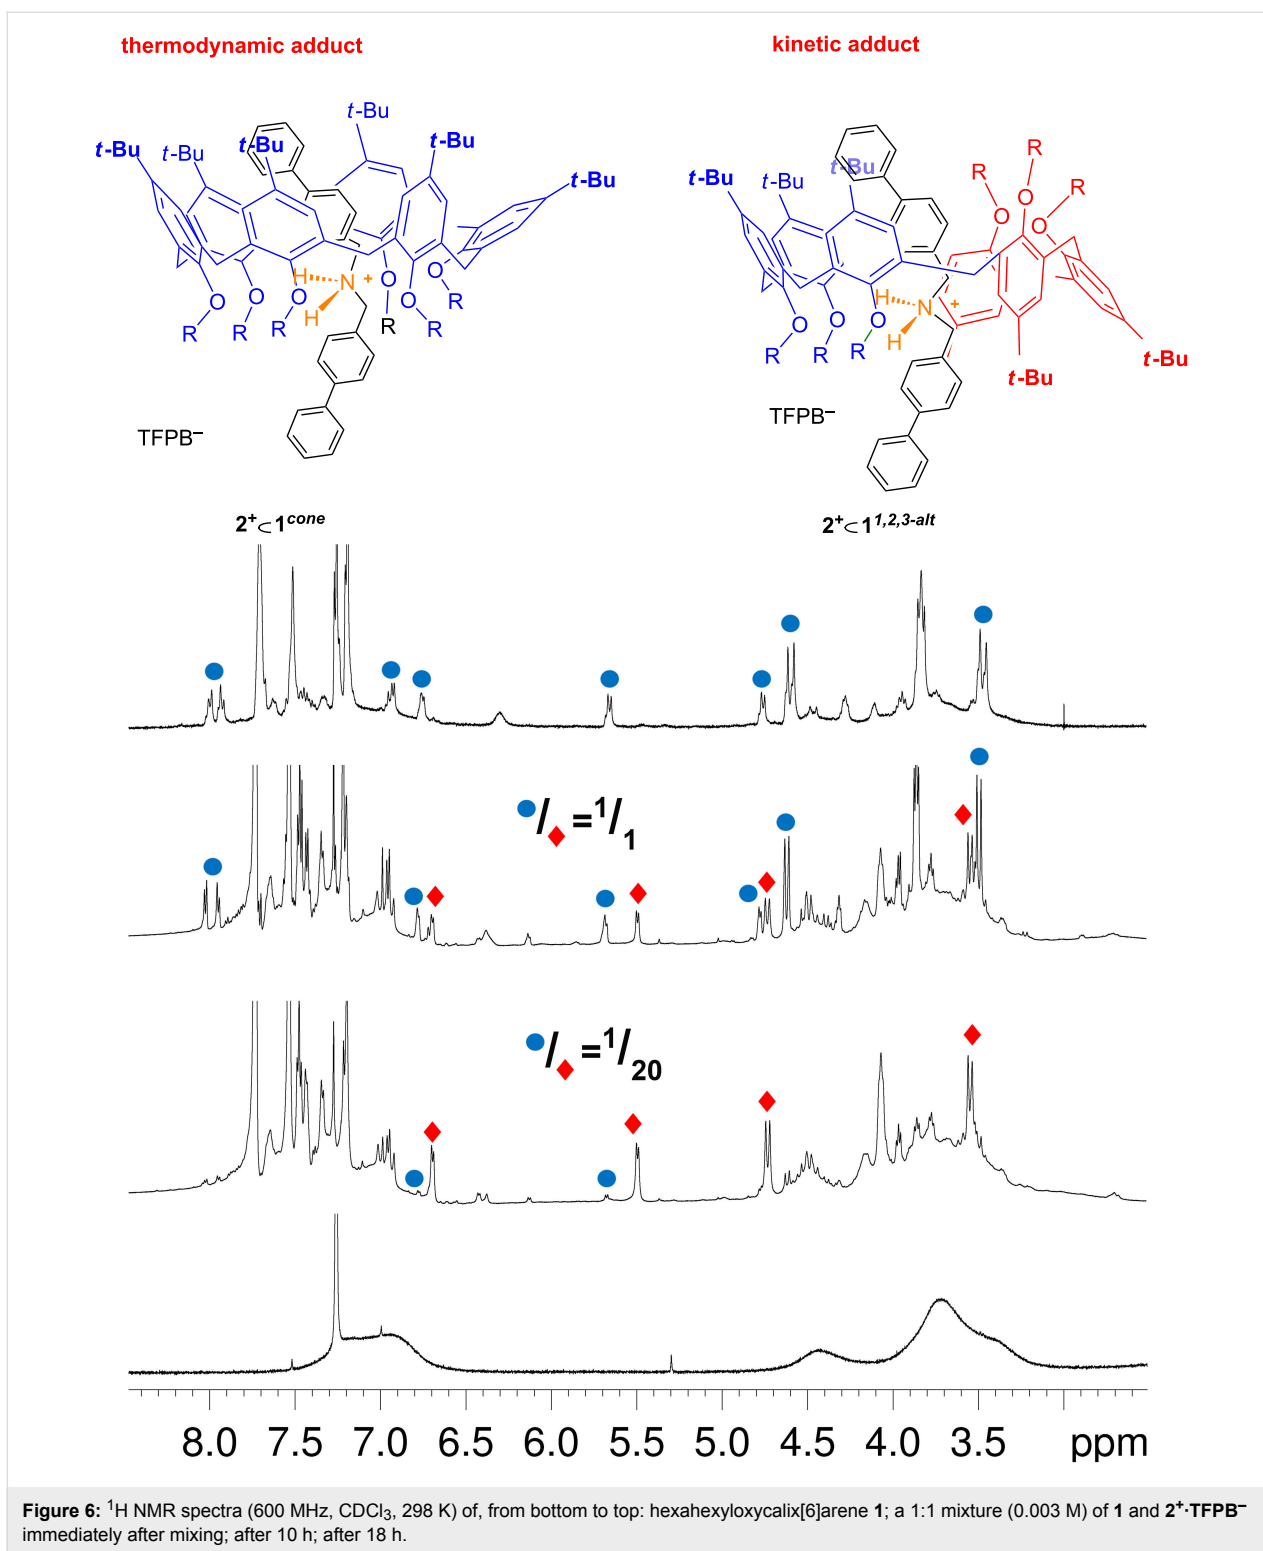 thermodynamic adduct
kinetic adduct
t-Bu
t-Bu
t-Bu
t-Bu
t-Bu
t-Bu
H
N
+
H
O
O
O
O
O
O
R
R
R
R
R
R
TFPB–
t-Bu
t-Bu
t-Bu
R
R
R
O
O
O
H
N
+
H
O
O
O
R
R
R
t-Bu
t-Bu
TFPB–
2+⊂1cone
2+⊂11,2,3-alt
/ =1/1
/ =1/20
8.0 7.5 7.0 6.5 6.0 5.5 5.0 4.5 4.0 3.5 ppm
Figure 6: 1H NMR spectra (600 MHz, CDCl3, 298 K) of, from bottom to top: hexahexyloxycalix[6]arene 1; a 1:1 mixture (0.003 M) of 1 and 2+·TFPB–
immediately after mixing; after 10 h; after 18 h.